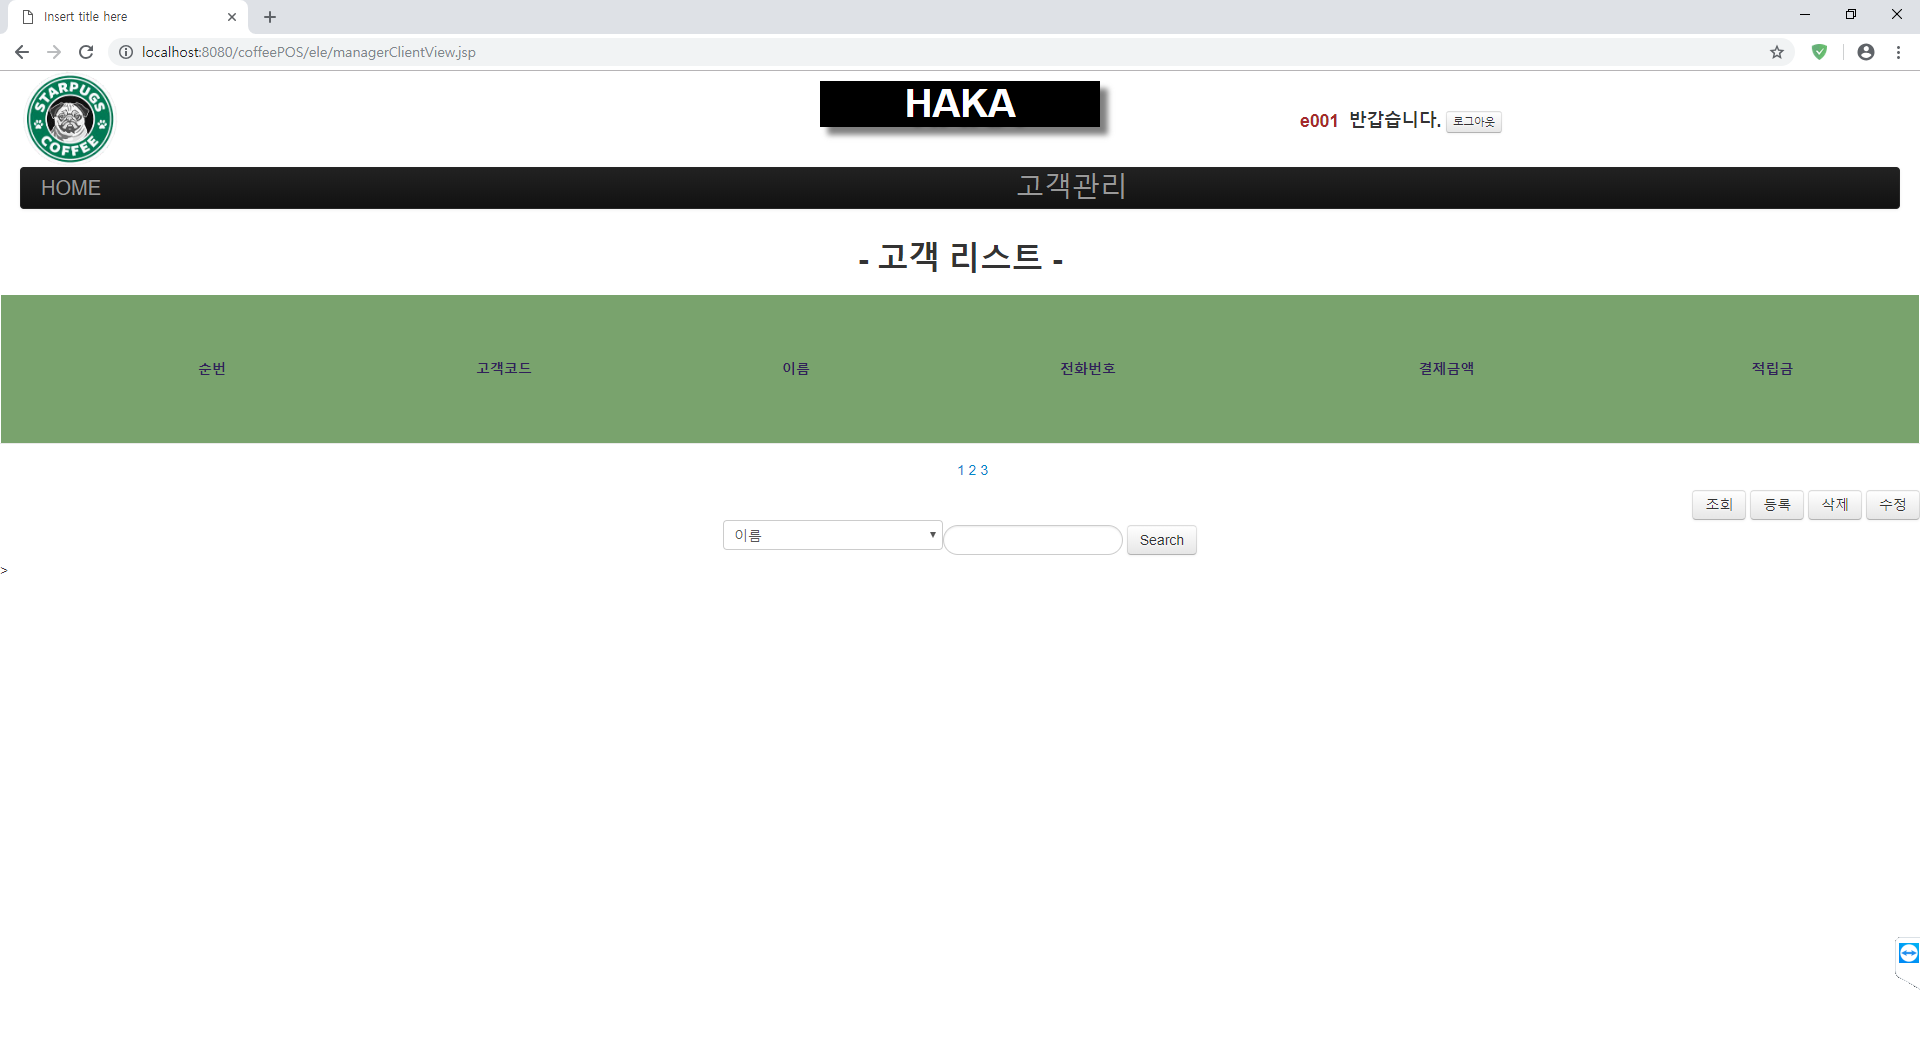 Insert title here
localhost:8080/coffeePOS/ele/managerClientView.jsp
STARPUGS
COFFEE
HAKA
e001 반갑습니다. 로그아웃
HOME 고객관리
- 고객 리스트 -
순번 고객코드 이름 전화번호 결제금액 적립금
1 2 3
조회 등록 삭제 수정
이름 Search
>